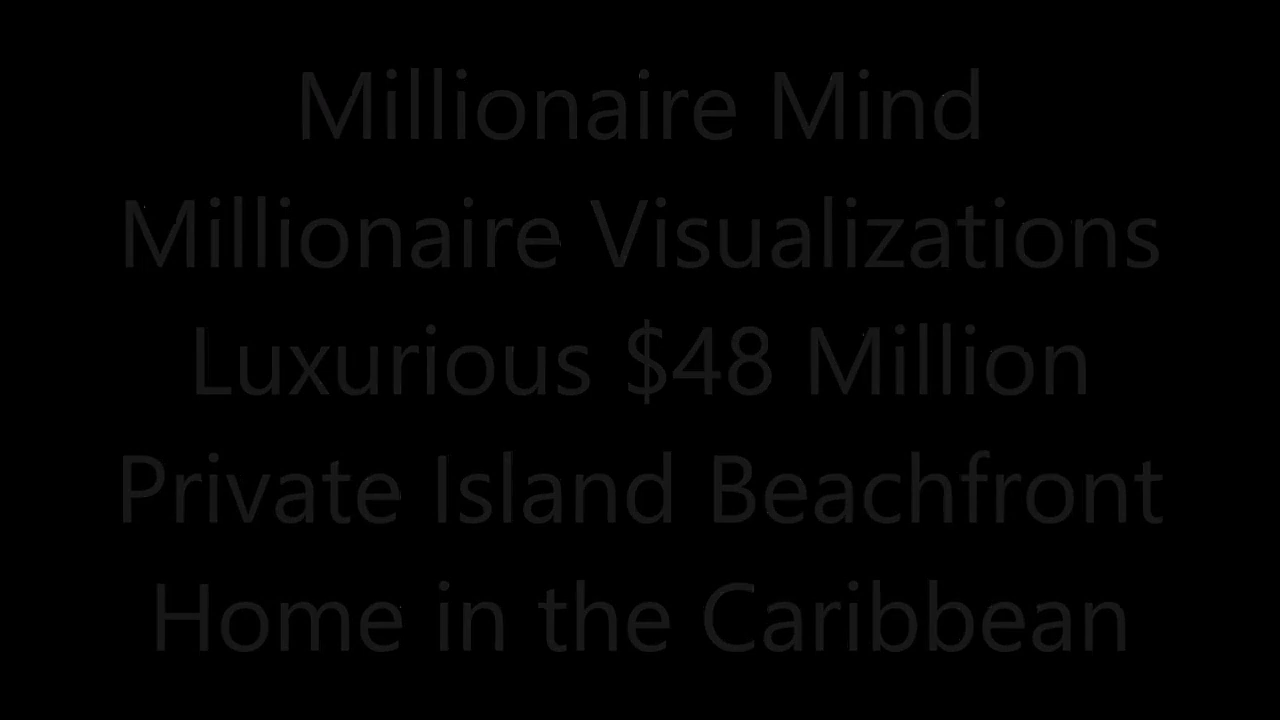 Millionaire Mind
Millionaire Visualizations
Luxurious $48 Million
Private Island Beachfront
Home in the Caribbean